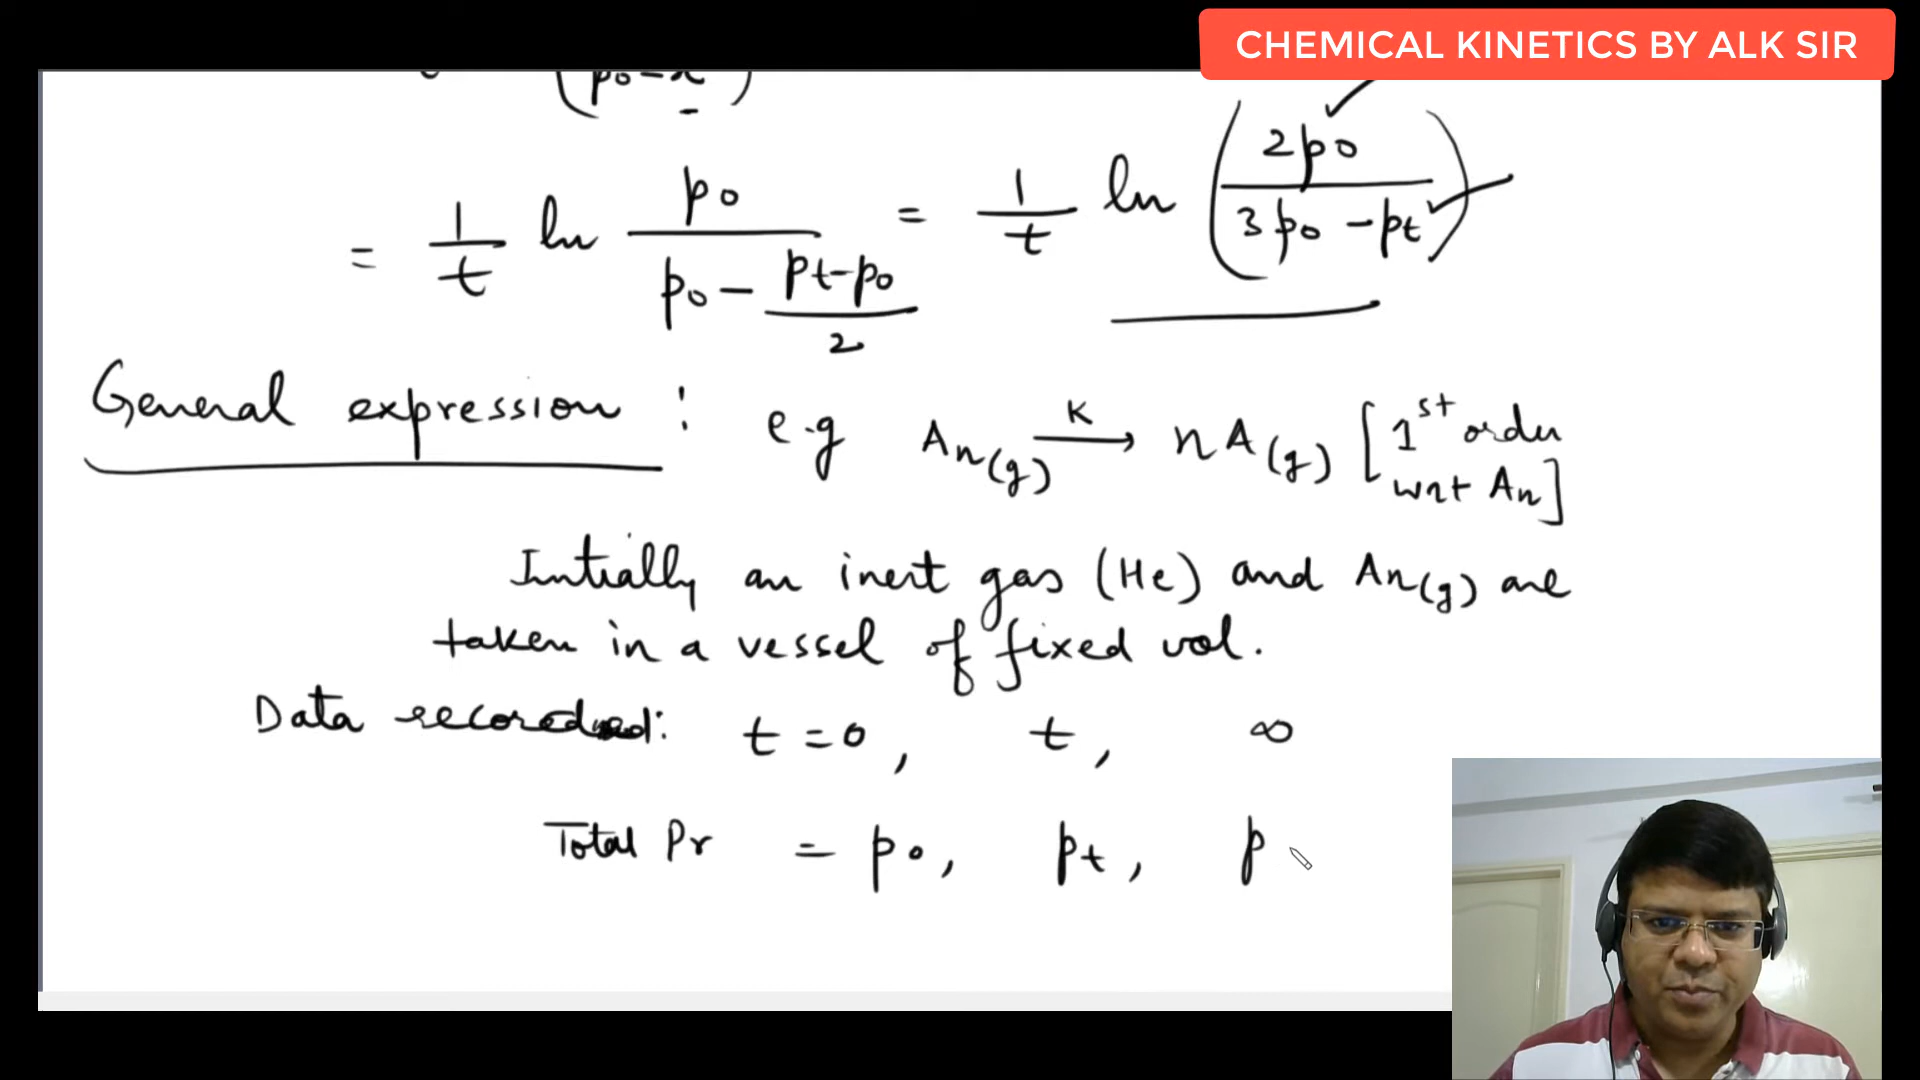 CHEMICAL KINETICS BY ALK SIR
(p0-x)
= 1/t ln p0/(p0 - (pt-p0)/2) = 1/t ln (2p0/(3p0-pt))
General expression : e.g An(g) K→ nA(g) [1st order
wrt An]
Intially an inert gas (He) and An(g) are
taken in a vessel of fixed vol.
Data recorded: t = 0, t, ∞
Total Pr = p0, pt, p